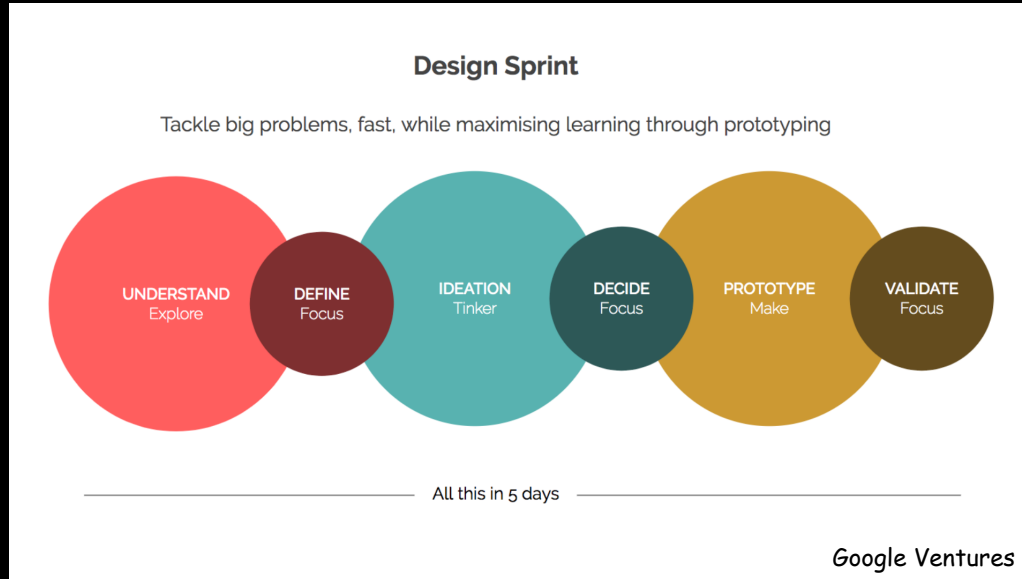 Design Sprint
Tackle big problems, fast, while maximising learning through prototyping
UNDERSTAND
Explore
DEFINE
Focus
IDEATION
Tinker
DECIDE
Focus
PROTOTYPE
Make
VALIDATE
Focus
All this in 5 days
Google Ventures